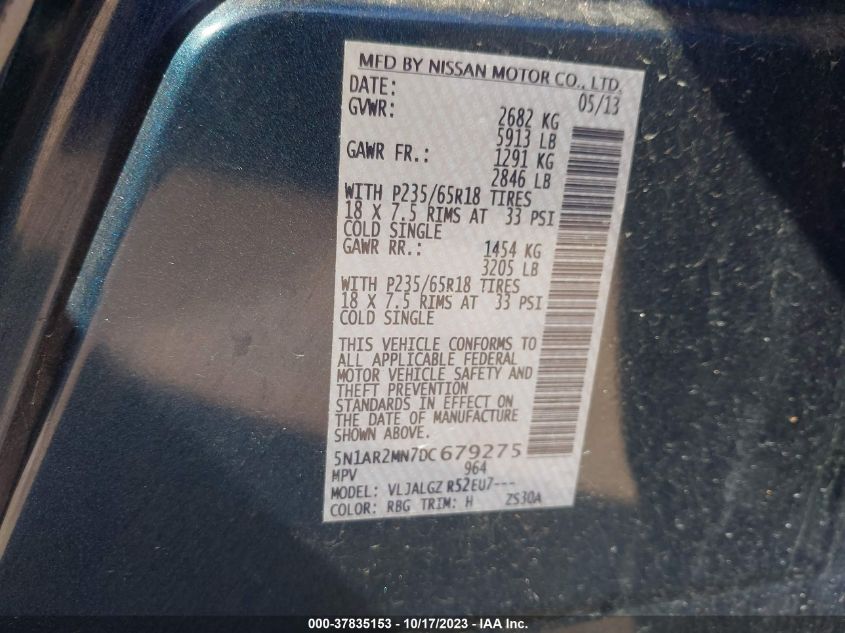 MFD BY NISSAN MOTOR CO., LTD.
DATE: 05/13
GVWR: 2682 KG
5913 LB
GAWR FR.: 1291 KG
2846 LB
WITH P235/65R18 TIRES
18 X 7.5 RIMS AT 33 PSI
COLD SINGLE
GAWR RR.: 1454 KG
3205 LB
WITH P235/65R18 TIRES
18 X 7.5 RIMS AT 33 PSI
COLD SINGLE
THIS VEHICLE CONFORMS TO
ALL APPLICABLE FEDERAL
MOTOR VEHICLE SAFETY AND
THEFT PREVENTION
STANDARDS IN EFFECT ON
THE DATE OF MANUFACTURE
SHOWN ABOVE.
5N1AR2MN7DC679275
MPV 964
MODEL: VLJALGZ R52EU7---
COLOR: RBG TRIM: H ZS30A
000-37835153 - 10/17/2023 - IAA Inc.